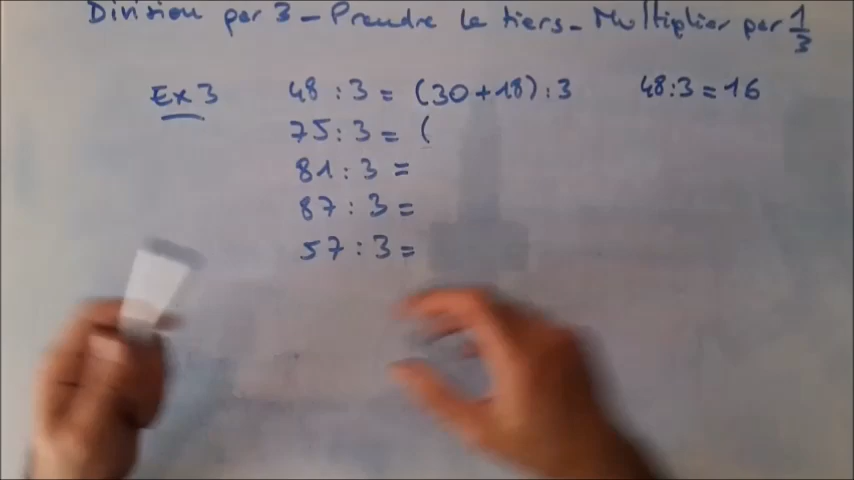 Division par 3 - Prendre le tiers - Multiplier par 1/3
Ex 3 48 : 3 = (30 + 18) : 3 48 : 3 = 16
75 : 3 = (
81 : 3 =
87 : 3 =
57 : 3 =